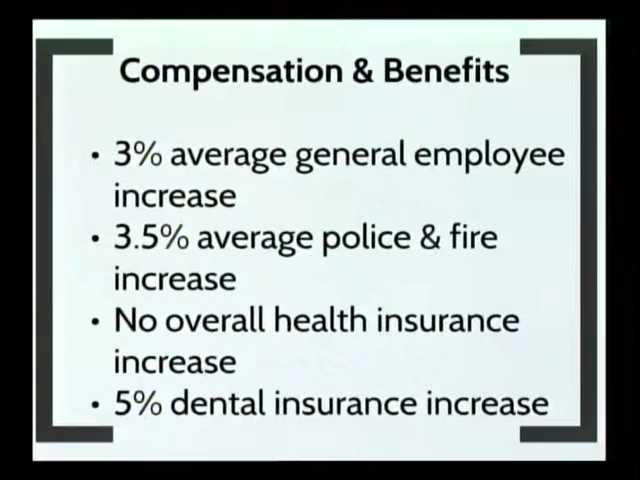 Compensation & Benefits
• 3% average general employee
increase
• 3.5% average police & fire
increase
• No overall health insurance
increase
• 5% dental insurance increase